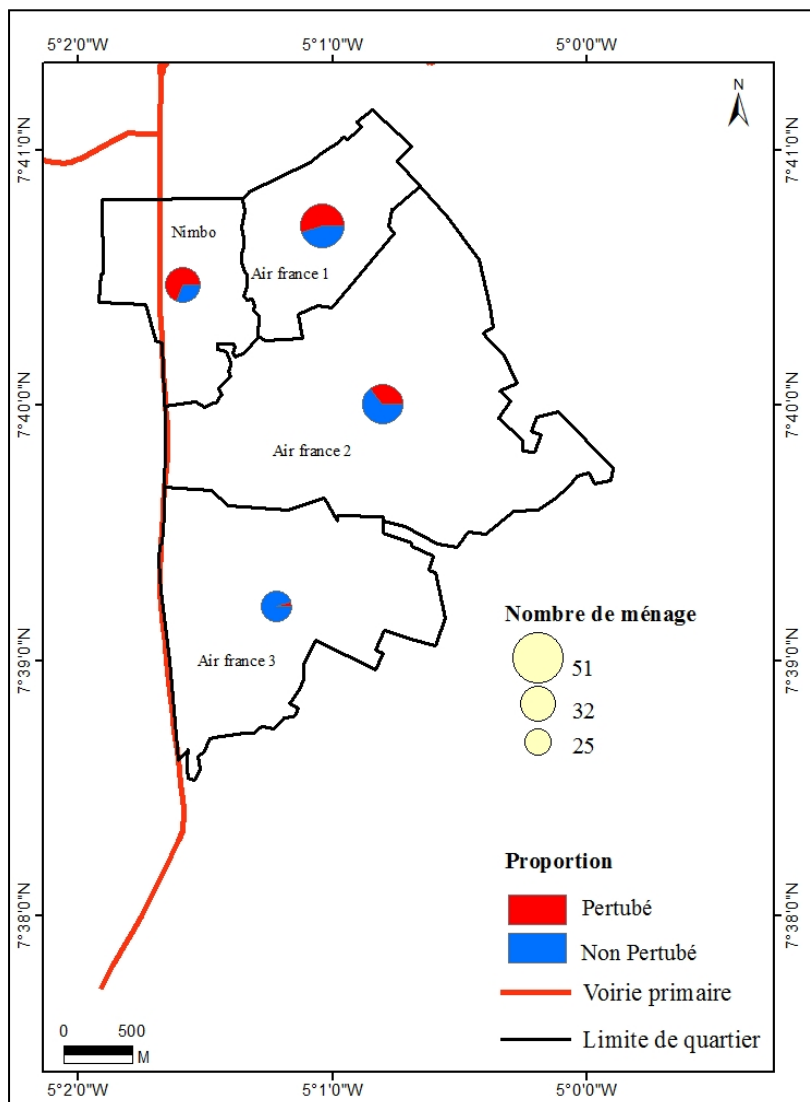 5°2'0"W 5°1'0"W 5°0'0"W
N
7°41'0"N 7°41'0"N
Nimbo
Air france 1
7°40'0"N 7°40'0"N
Air france 2
Nombre de ménage
51
7°39'0"N 7°39'0"N
Air france 3
32
25
Proportion
Pertubé
7°38'0"N 7°38'0"N
Non Pertubé
Voirie primaire
0 500
M
Limite de quartier
5°2'0"W 5°1'0"W 5°0'0"W